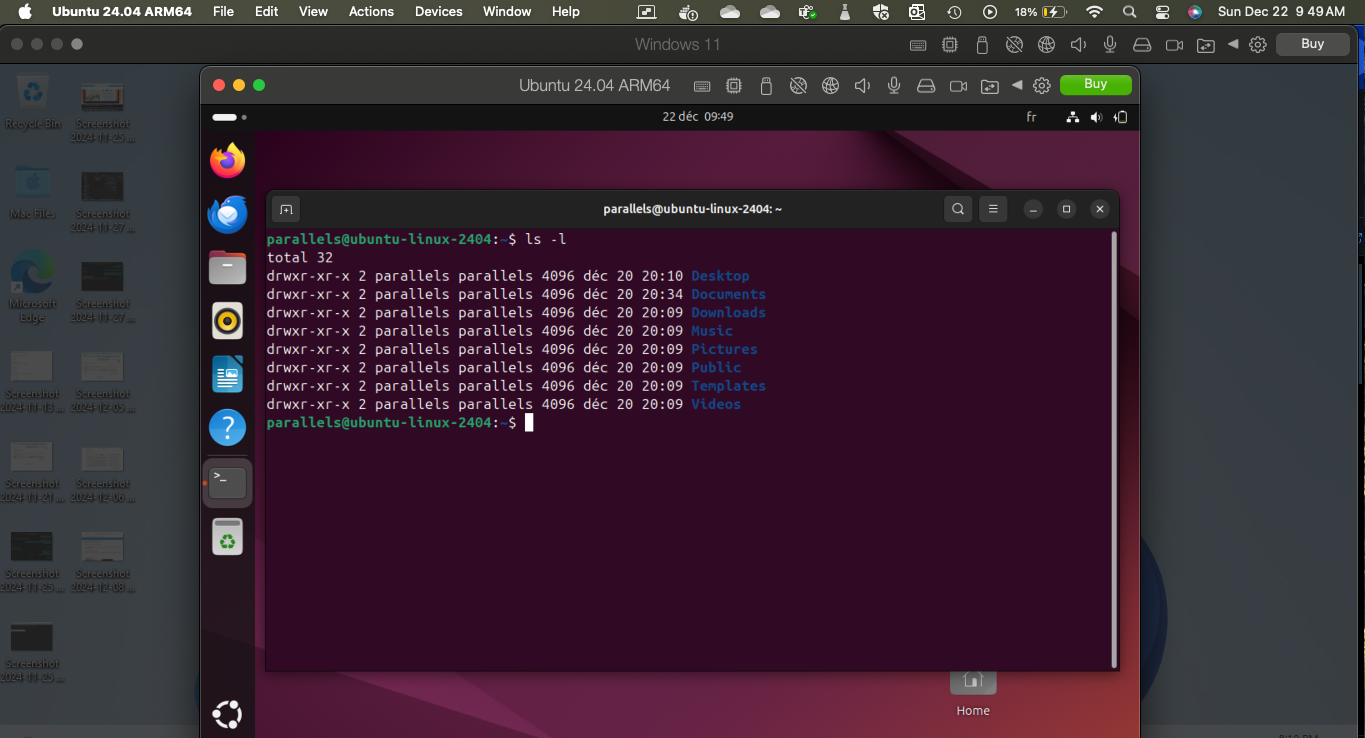 Ubuntu 24.04 ARM64 File Edit View Actions Devices Window Help 18% Sun Dec 22 9 49AM
Windows 11 Buy
Ubuntu 24.04 ARM64 Buy
22 déc 09:49 fr
Recycle Bin
Screenshot
2024-11-25 ...
Mac Files
Screenshot
2024-11-27 ...
Microsoft
Edge
Screenshot
2024-11-27 ...
Screenshot
2024-11-13 ...
Screenshot
2024-12-05 ...
Screenshot
2024-11-21 ...
Screenshot
2024-12-06 ...
Screenshot
2024-11-25 ...
Screenshot
2024-12-08 ...
Screenshot
2024-11-25 ...
parallels@ubuntu-linux-2404: ~
parallels@ubuntu-linux-2404:~$ ls -l
total 32
drwxr-xr-x 2 parallels parallels 4096 déc 20 20:10 Desktop
drwxr-xr-x 2 parallels parallels 4096 déc 20 20:34 Documents
drwxr-xr-x 2 parallels parallels 4096 déc 20 20:09 Downloads
drwxr-xr-x 2 parallels parallels 4096 déc 20 20:09 Music
drwxr-xr-x 2 parallels parallels 4096 déc 20 20:09 Pictures
drwxr-xr-x 2 parallels parallels 4096 déc 20 20:09 Public
drwxr-xr-x 2 parallels parallels 4096 déc 20 20:09 Templates
drwxr-xr-x 2 parallels parallels 4096 déc 20 20:09 Videos
parallels@ubuntu-linux-2404:~$
Home